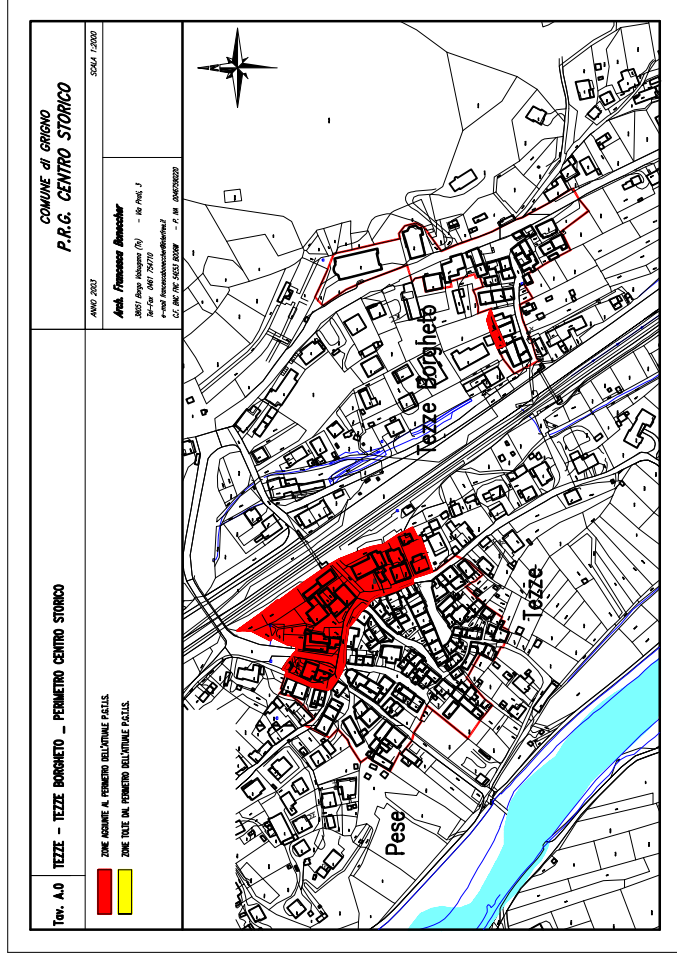 COMUNE di GRIGNO
P.R.G. CENTRO STORICO
ANNO 2003
SCALA 1:2000
Arch. Francesca Benecher
38051 Borgo Valsugana (Tn) - Via Prati, 3
Tel-Fax 0461 754710
Tav. A.0
TEZZE - TEZZE BORGHETO _ PERIMETRO CENTRO STORICO
ZONE AGGIUNTE AL PERIMETRO DELL'ATTUALE P.G.T.I.S.
ZONE TOLTE DAL PERIMETRO DELL'ATTUALE P.G.T.I.S.
Tezze Borgheto
Tezze
Pese